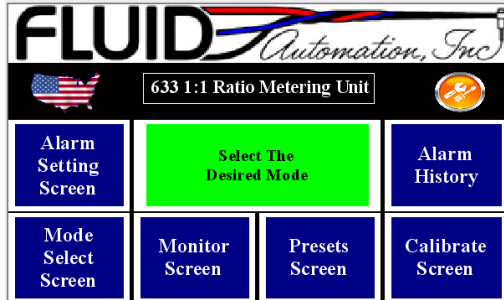 FLUID
Automation, Inc
633 1:1 Ratio Metering Unit
Alarm
Setting
Screen
Select The
Desired Mode
Alarm
History
Mode
Select
Screen
Monitor
Screen
Presets
Screen
Calibrate
Screen